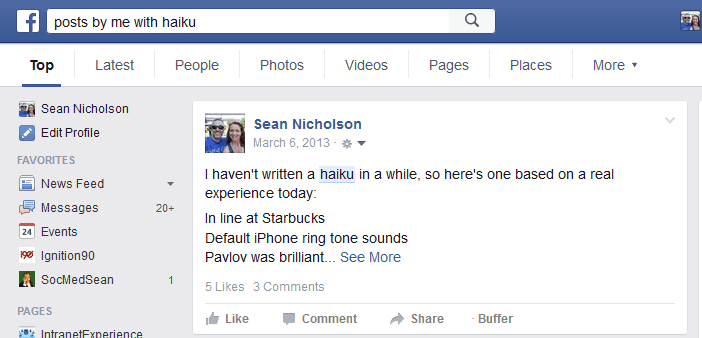 f posts by me with haiku
Top Latest People Photos Videos Pages Places More
Sean Nicholson
Edit Profile
FAVORITES
News Feed
Messages 20+
24 Events
190 Ignition90
SocMedSean 1
PAGES
IntranetExperience
Sean Nicholson
March 6, 2013 ·
I haven't written a haiku in a while, so here's one based on a real
experience today:
In line at Starbucks
Default iPhone ring tone sounds
Pavlov was brilliant... See More
5 Likes 3 Comments
Like Comment Share · Buffer